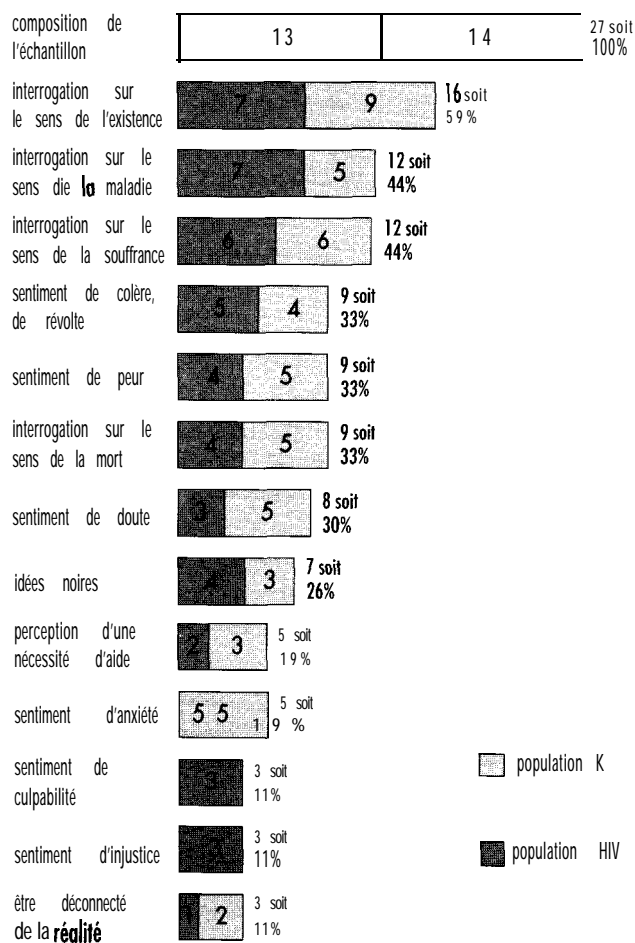 composition de
l'échantillon
13
14
27 soit
100%
interrogation sur
le sens de l'existence
7
9
16 soit
59%
interrogation sur le
sens die la maladie
7
5
12 soit
44%
interrogation sur le
sens de la souffrance
6
6
12 soit
44%
sentiment de colère,
de révolte
5
4
9 soit
33%
sentiment de peur
4
5
9 soit
33%
interrogation sur le
sens de la mort
4
5
9 soit
33%
sentiment de doute
3
5
8 soit
30%
idées noires
4
3
7 soit
26%
perception d'une
nécessité d'aide
2
3
5 soit
19%
sentiment d'anxiété
5 5
5 soit
19 %
sentiment de
culpabilité
3
3 soit
11%
population K
sentiment d'injustice
3 soit
11%
population HIV
être déconnecté
de la réalité
1
2
3 soit
11%